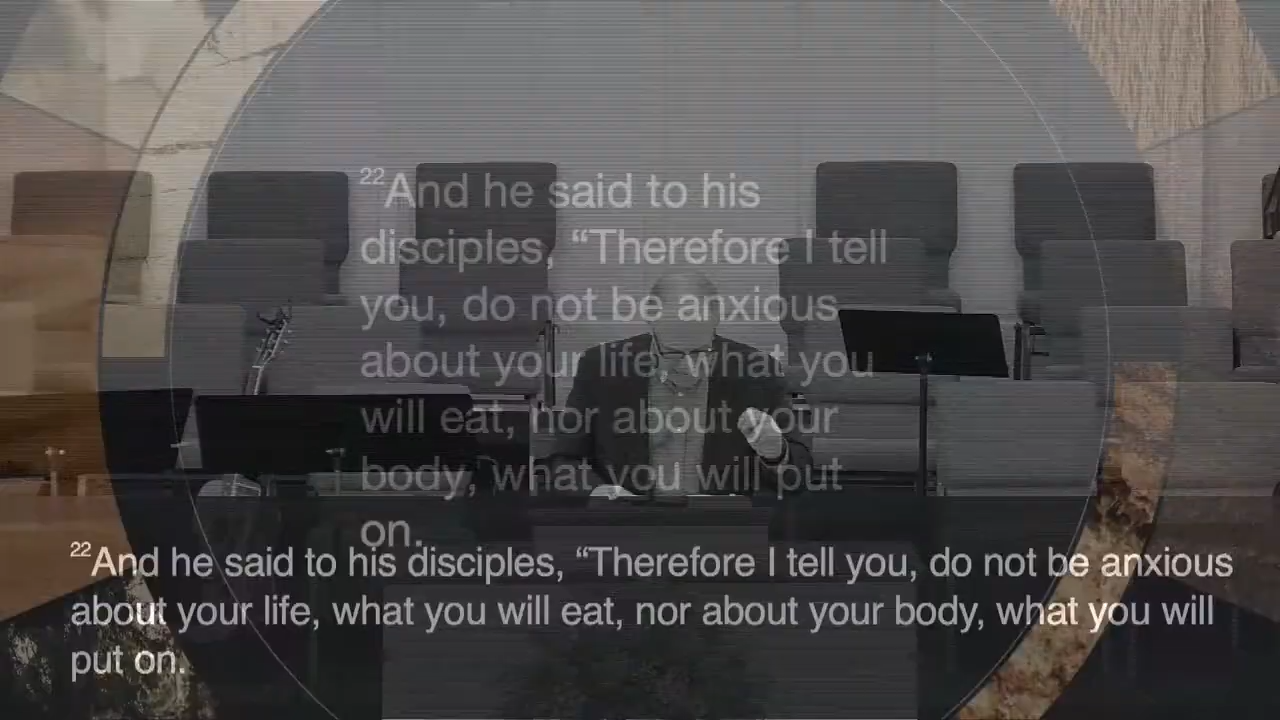 ²²And he said to his
disciples, “Therefore I tell
you, do not be anxious
about your life, what you
will eat, nor about your
body, what you will put
on.
²²And he said to his disciples, “Therefore I tell you, do not be anxious
about your life, what you will eat, nor about your body, what you will
put on.